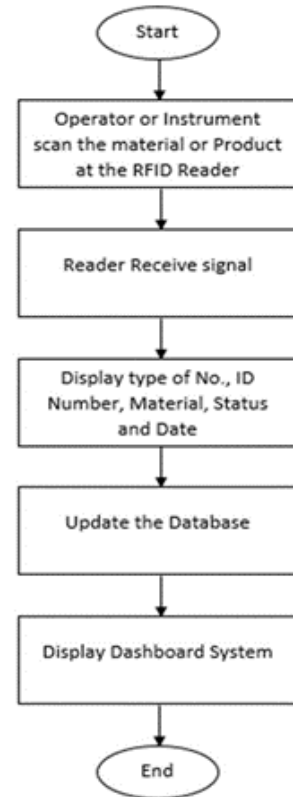 Start
Operator or Instrument
scan the material or Product
at the RFID Reader
Reader Receive signal
Display type of No., ID
Number, Material, Status
and Date
Update the Database
Display Dashboard System
End